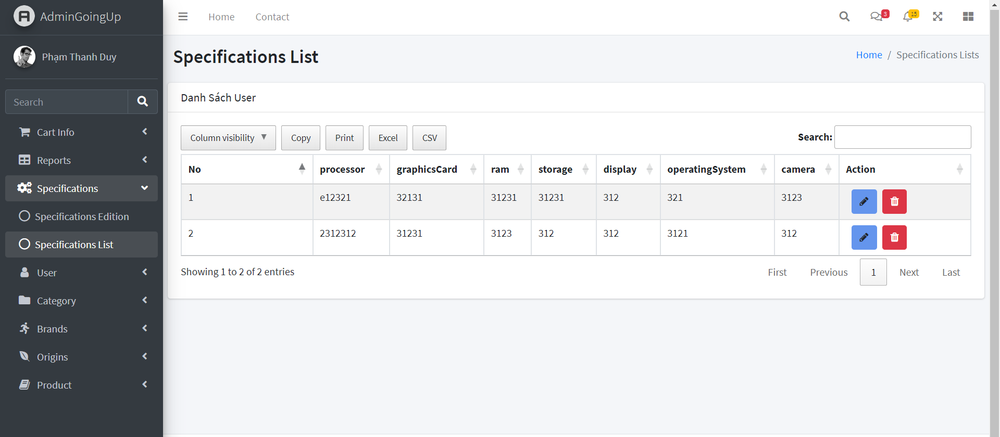 AdminGoingUp
Home Contact
3 15
Phạm Thanh Duy
Search
Cart Info
Reports
Specifications
Specifications Edition
Specifications List
User
Category
Brands
Origins
Product
Specifications List
Home / Specifications Lists
Danh Sách User
Column visibility ▼ Copy Print Excel CSV
Search:
No processor graphicsCard ram storage display operatingSystem camera Action
1 e12321 32131 31231 31231 312 321 3123
2 2312312 31231 3123 312 312 3121 312
Showing 1 to 2 of 2 entries
First Previous 1 Next Last